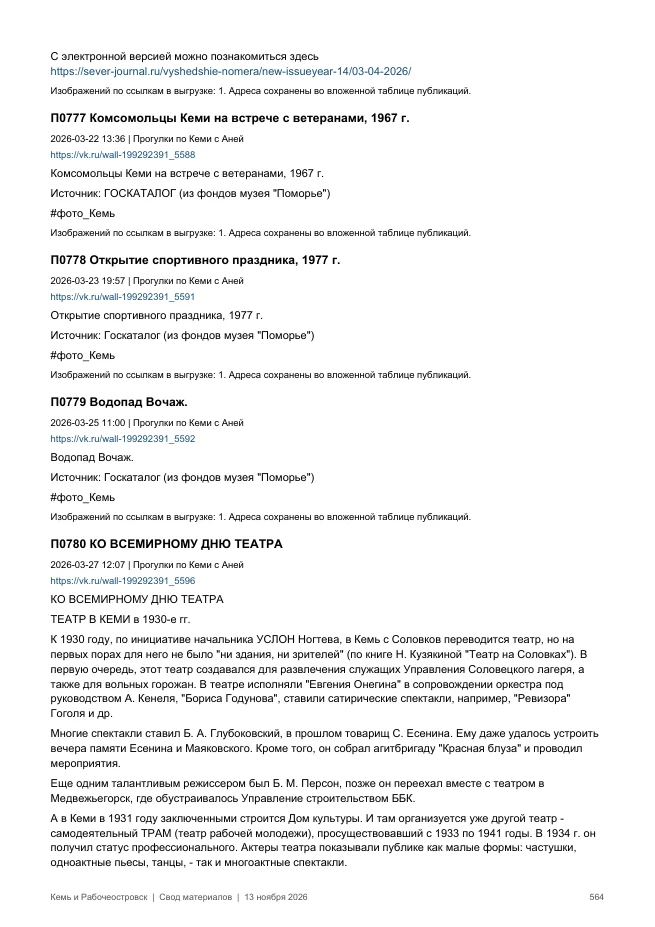 С электронной версией можно познакомиться здесь
https://sever-journal.ru/vyshedshie-nomera/new-issueyear-14/03-04-2026/
Изображений по ссылкам в выгрузке: 1. Адреса сохранены во вложенной таблице публикаций.
П0777 Комсомольцы Кеми на встрече с ветеранами, 1967 г.
2026-03-22 13:36 | Прогулки по Кеми с Аней
https://vk.ru/wall-199292391_5588
Комсомольцы Кеми на встрече с ветеранами, 1967 г.
Источник: ГОСКАТАЛОГ (из фондов музея "Поморье")
#фото_Кемь
Изображений по ссылкам в выгрузке: 1. Адреса сохранены во вложенной таблице публикаций.
П0778 Открытие спортивного праздника, 1977 г.
2026-03-23 19:57 | Прогулки по Кеми с Аней
https://vk.ru/wall-199292391_5591
Открытие спортивного праздника, 1977 г.
Источник: Госкаталог (из фондов музея "Поморье")
#фото_Кемь
Изображений по ссылкам в выгрузке: 1. Адреса сохранены во вложенной таблице публикаций.
П0779 Водопад Вочаж.
2026-03-25 11:00 | Прогулки по Кеми с Аней
https://vk.ru/wall-199292391_5592
Водопад Вочаж.
Источник: Госкаталог (из фондов музея "Поморье")
#фото_Кемь
Изображений по ссылкам в выгрузке: 1. Адреса сохранены во вложенной таблице публикаций.
П0780 КО ВСЕМИРНОМУ ДНЮ ТЕАТРА
2026-03-27 12:07 | Прогулки по Кеми с Аней
https://vk.ru/wall-199292391_5596
КО ВСЕМИРНОМУ ДНЮ ТЕАТРА
ТЕАТР В КЕМИ в 1930-е гг.
К 1930 году, по инициативе начальника УСЛОН Ногтева, в Кемь с Соловков переводится театр, но на
первых порах для него не было "ни здания, ни зрителей" (по книге Н. Кузякиной "Театр на Соловках"). В
первую очередь, этот театр создавался для развлечения служащих Управления Соловецкого лагеря, а
также для вольных горожан. В театре исполняли "Евгения Онегина" в сопровождении оркестра под
руководством А. Кенеля, "Бориса Годунова", ставили сатирические спектакли, например, "Ревизора"
Гоголя и др.
Многие спектакли ставил Б. А. Глубоковский, в прошлом товарищ С. Есенина. Ему даже удалось устроить
вечера памяти Есенина и Маяковского. Кроме того, он собрал агитбригаду "Красная блуза" и проводил
мероприятия.
Еще одним талантливым режиссером был Б. М. Персон, позже он переехал вместе с театром в
Медвежьегорск, где обустраивалось Управление строительством ББК.
А в Кеми в 1931 году заключенными строится Дом культуры. И там организуется уже другой театр -
самодеятельный ТРАМ (театр рабочей молодежи), просуществовавший с 1933 по 1941 годы. В 1934 г. он
получил статус профессионального. Актеры театра показывали публике как малые формы: частушки,
одноактные пьесы, танцы, - так и многоактные спектакли.
Кемь и Рабочеостровск | Свод материалов | 13 ноября 2026
564